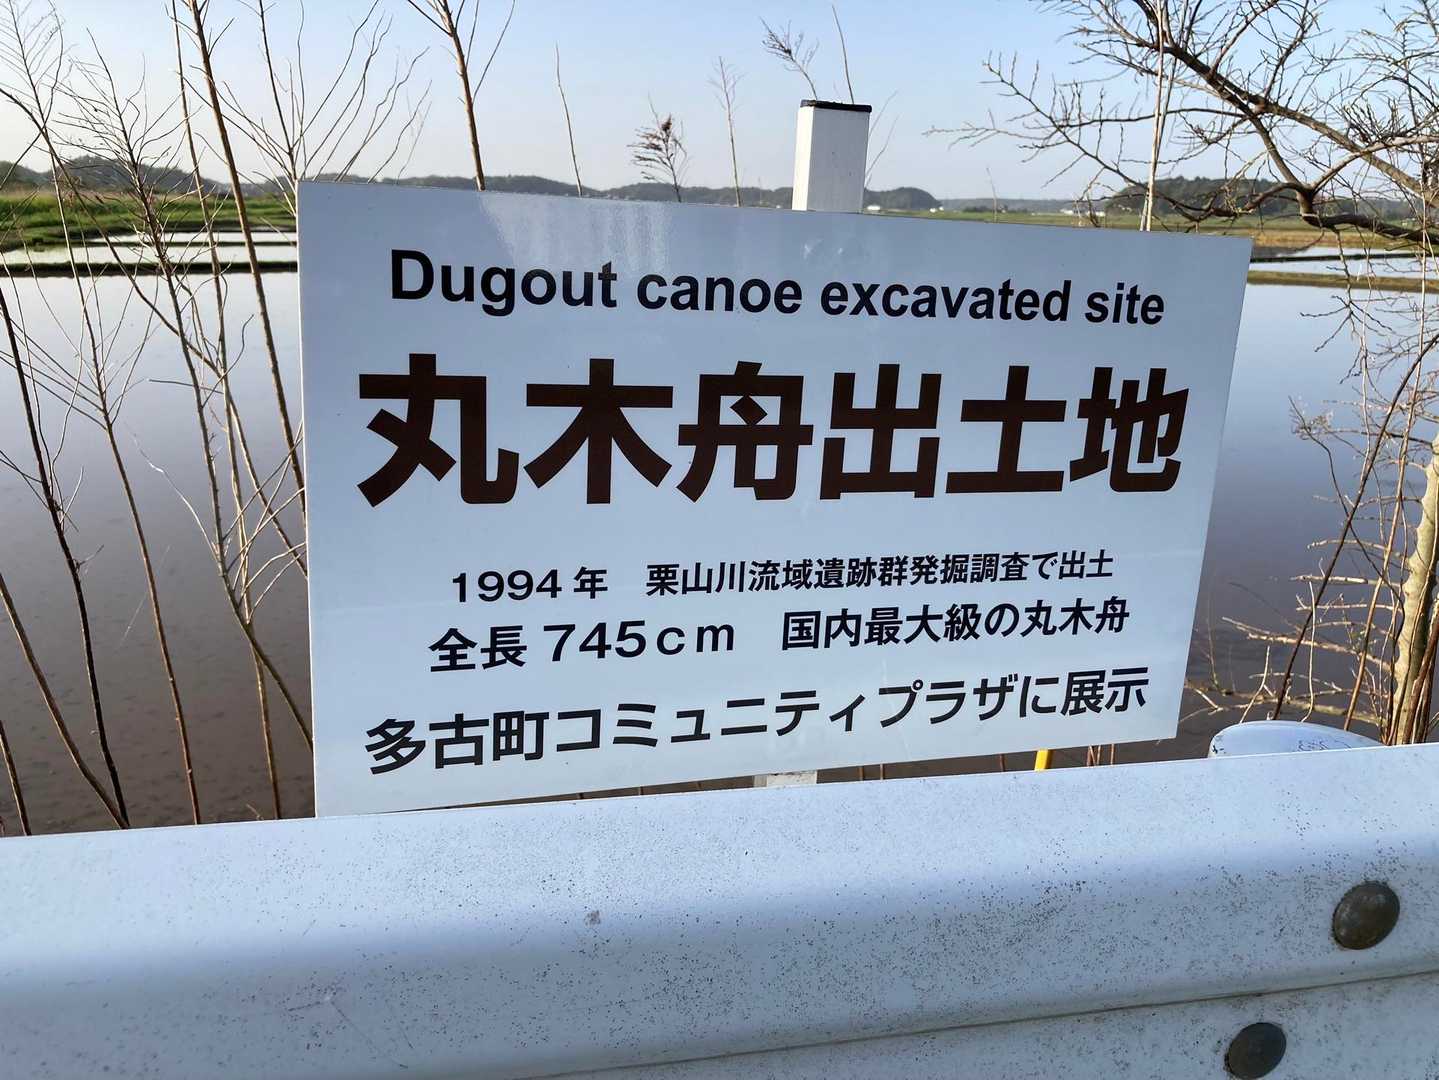 Dugout canoe excavated site
丸木舟出土地
1994年　栗山川流域遺跡群発掘調査で出土
全長745cm　国内最大級の丸木舟
多古町コミュニティプラザに展示